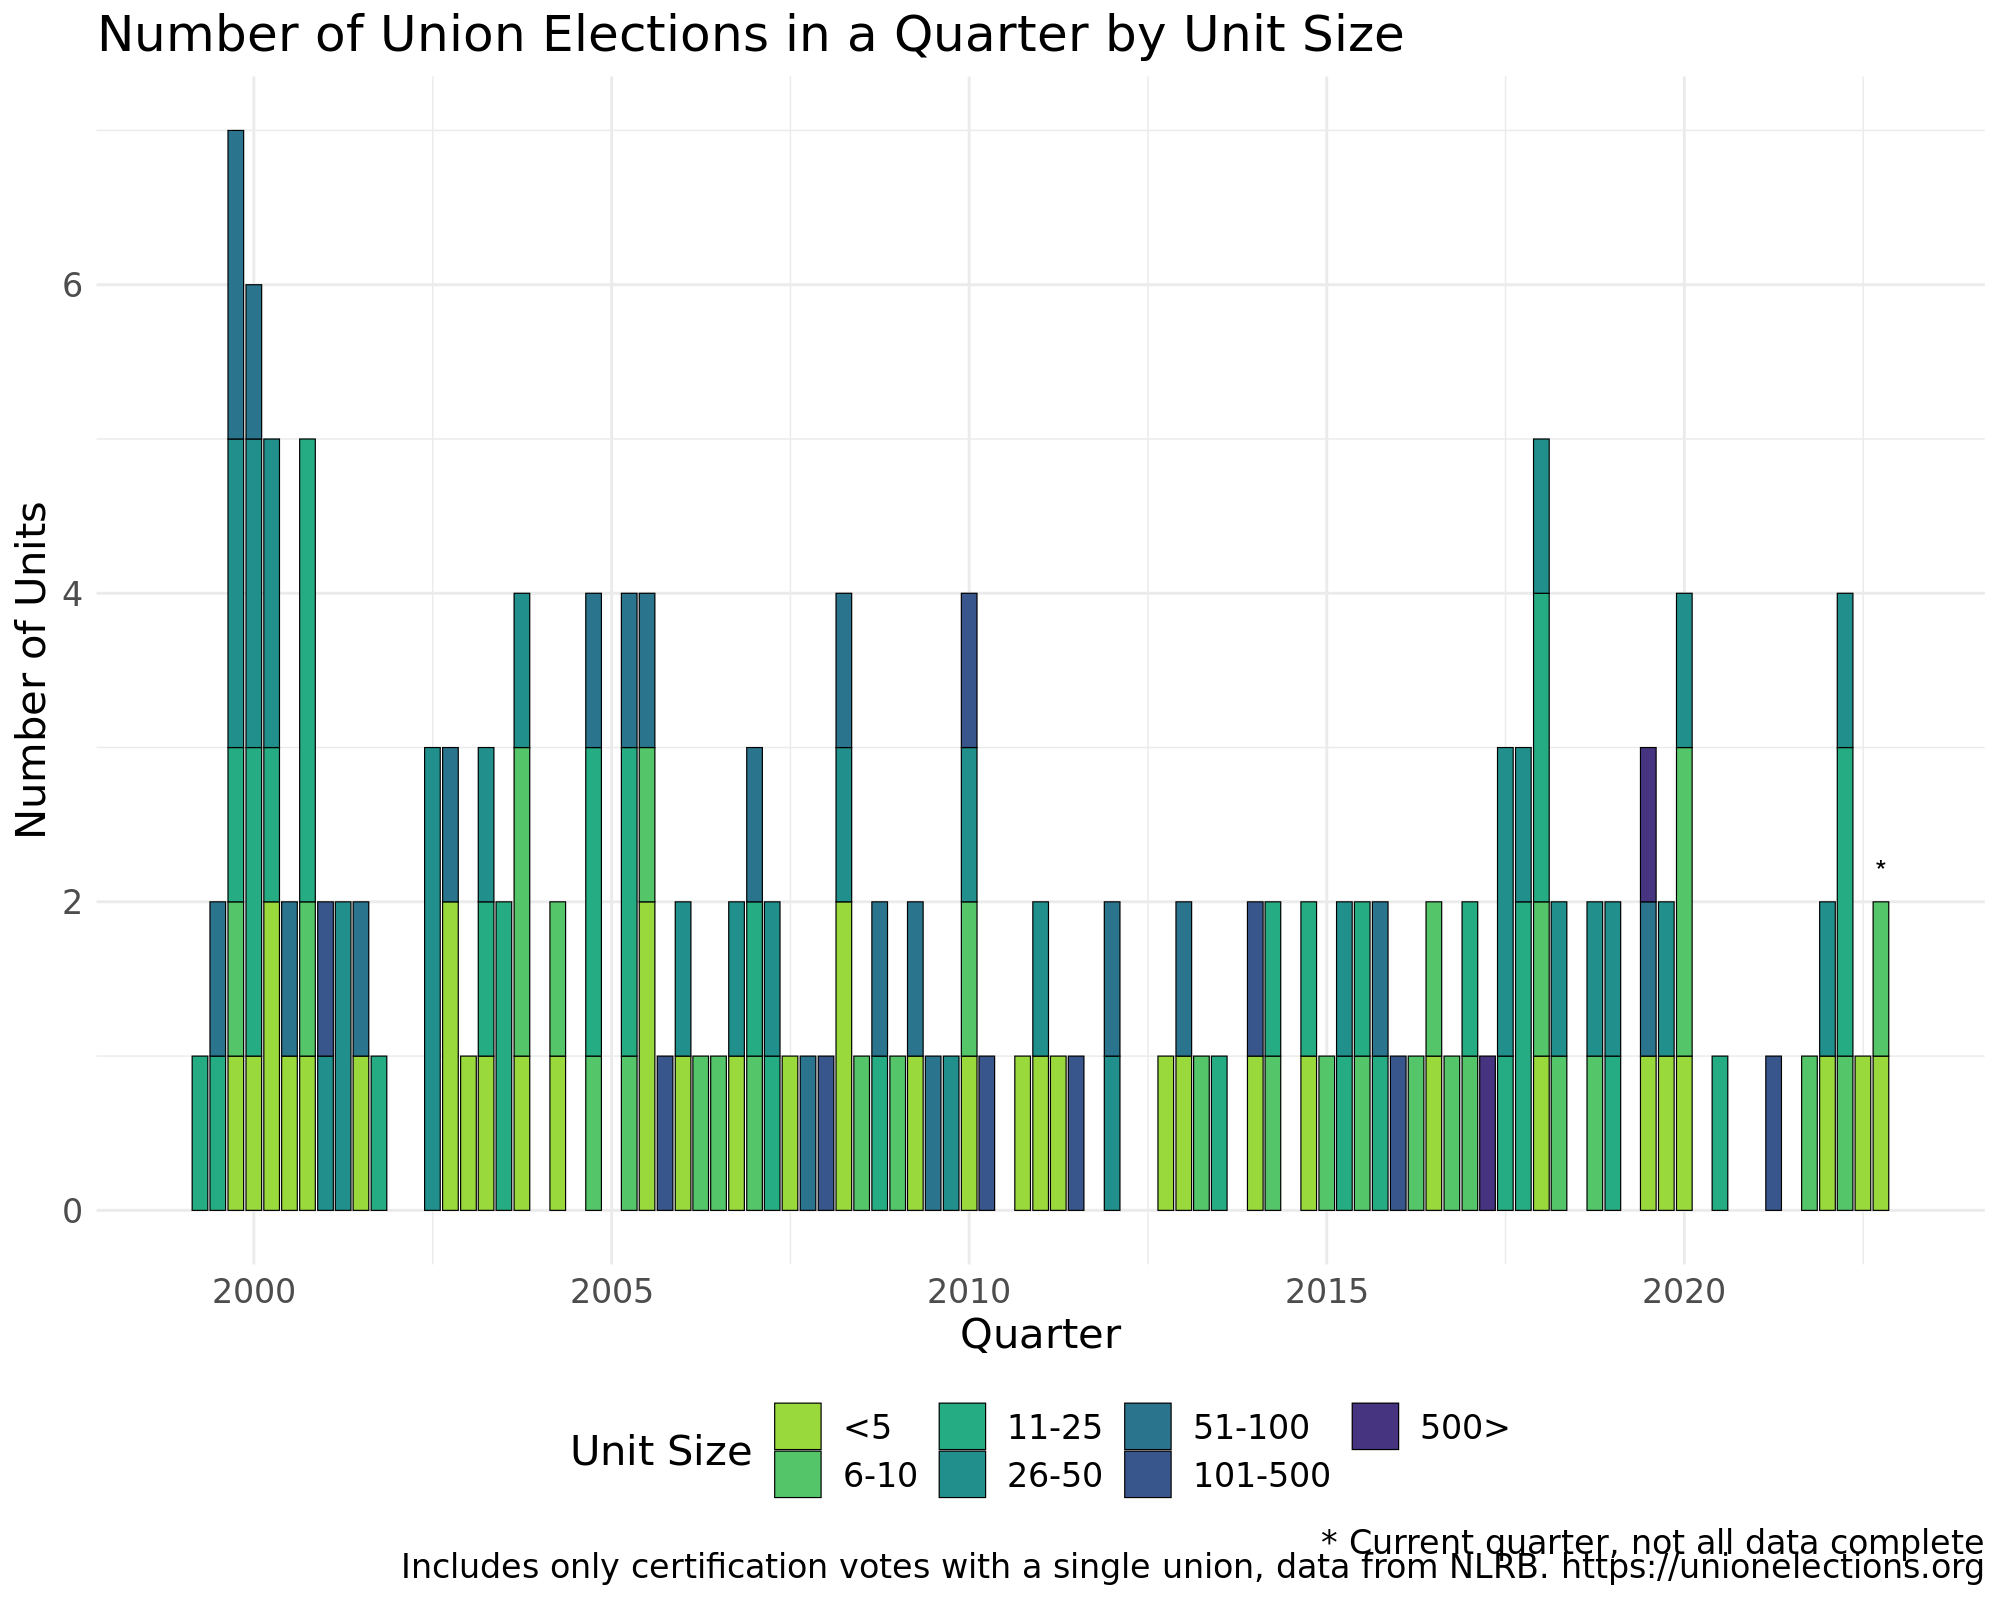 Number of Union Elections in a Quarter by Unit Size
Number of Units
6
4
2
0
*
2000 2005 2010 2015 2020
Quarter
Unit Size
<5 11-25 51-100 500>
6-10 26-50 101-500
* Current quarter, not all data complete
Includes only certification votes with a single union, data from NLRB. https://unionelections.org